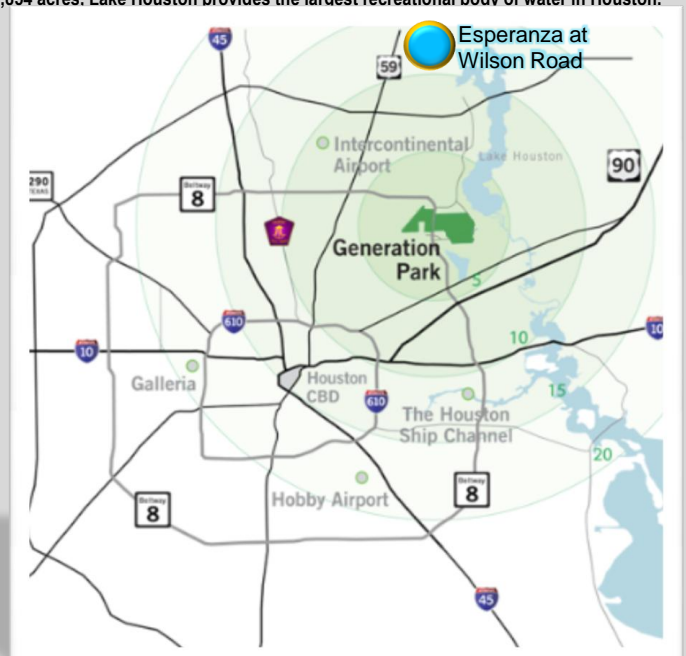 acres. Lake Houston provides the largest recreational body of water in Houston.
45
Esperanza at
Wilson Road
59
Intercontinental
Airport
Lake Houston
90
290
TEXAS
Beltway
8
Generation
Park
5
610
10
10
10
Galleria
Houston
CBD
610
15
The Houston
Ship Channel
20
Hobby Airport
Beltway
8
Beltway
8
45